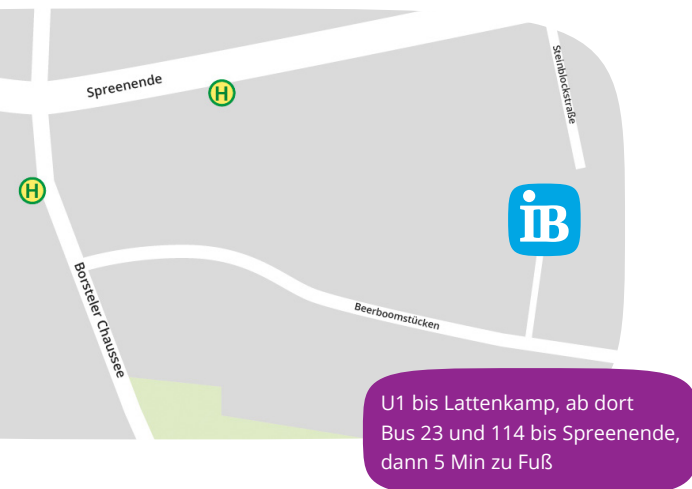 Spreenende
H
Steinblockstraße
H
iB
Borsteler Chaussee
Beerboomstücken
U1 bis Lattenkamp, ab dort
Bus 23 und 114 bis Spreenende,
dann 5 Min zu Fuß